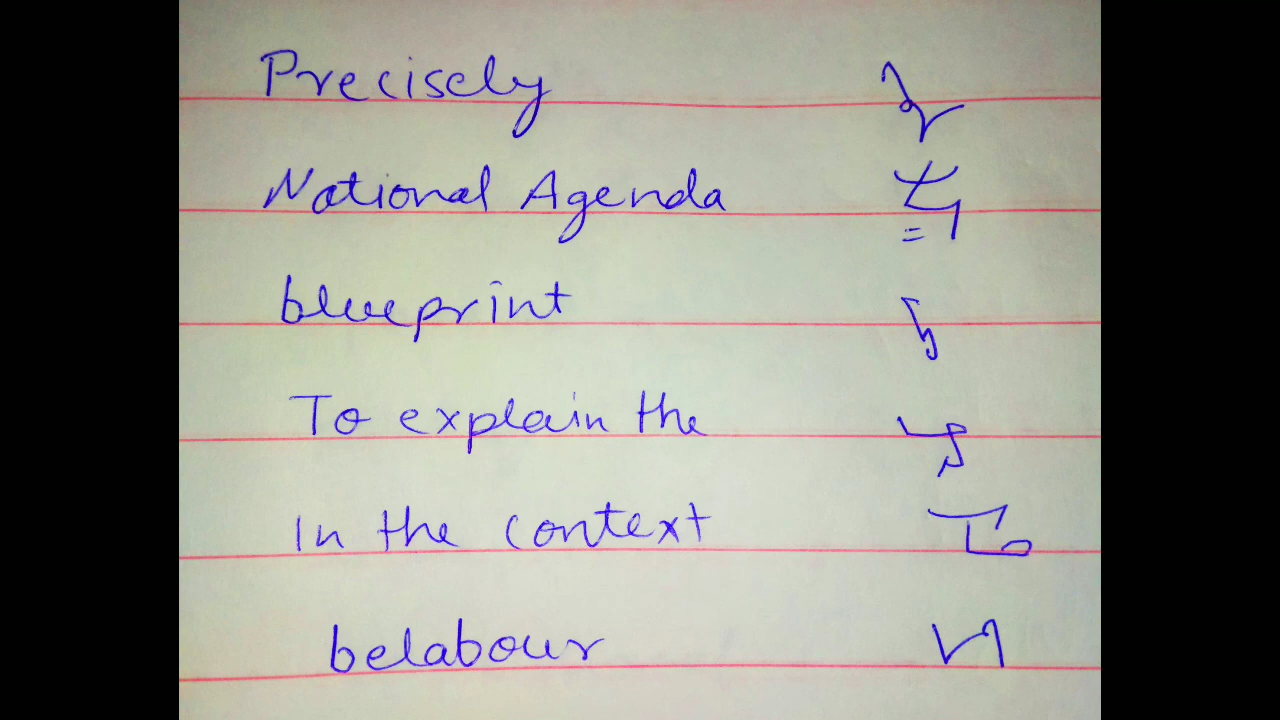 Precisely
National Agenda
blueprint
To explain the
In the context
belabour